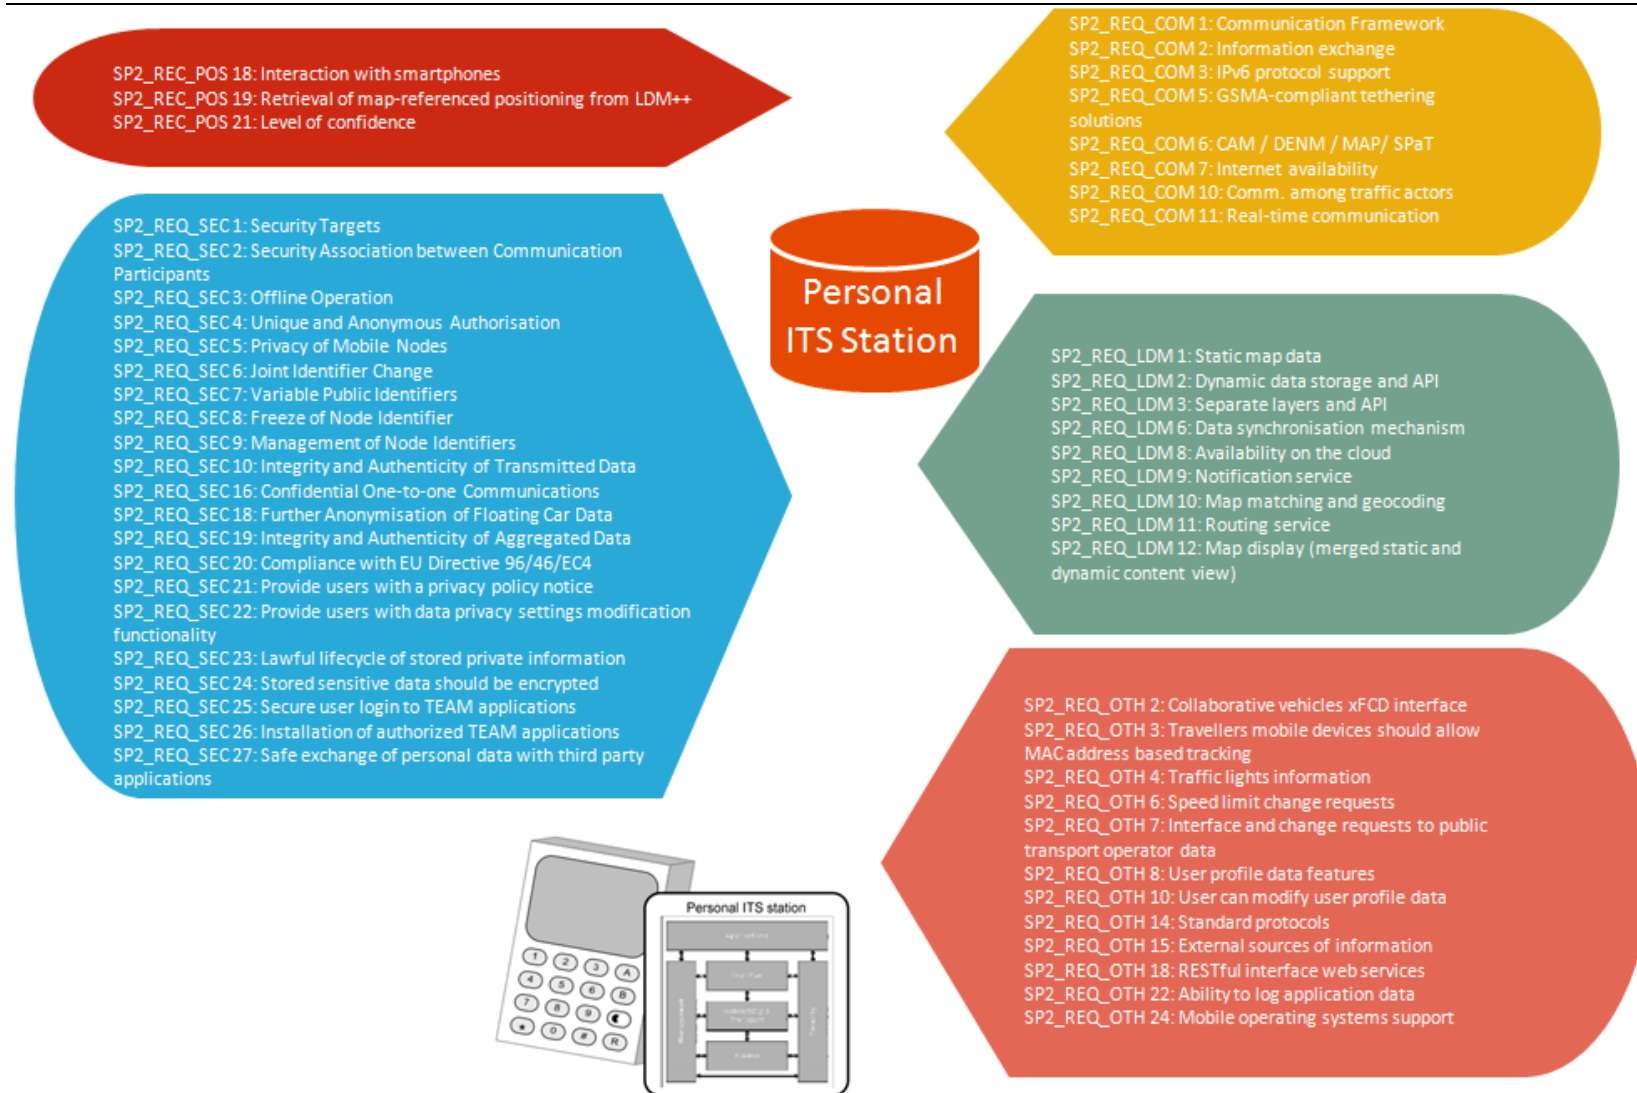 SP2_REC_POS 18: Interaction with smartphones
SP2_REC_POS 19: Retrieval of map-referenced positioning from LDM++
SP2_REC_POS 21: Level of confidence
SP2_REQ_SEC 1: Security Targets
SP2_REQ_SEC 2: Security Association between Communication
Participants
SP2_REQ_SEC 3: Offline Operation
SP2_REQ_SEC 4: Unique and Anonymous Authorisation
SP2_REQ_SEC 5: Privacy of Mobile Nodes
SP2_REQ_SEC 6: Joint Identifier Change
SP2_REQ_SEC 7: Variable Public Identifiers
SP2_REQ_SEC 8: Freeze of Node Identifier
SP2_REQ_SEC 9: Management of Node Identifiers
SP2_REQ_SEC 10: Integrity and Authenticity of Transmitted Data
SP2_REQ_SEC 16: Confidential One-to-one Communications
SP2_REQ_SEC 18: Further Anonymisation of Floating Car Data
SP2_REQ_SEC 19: Integrity and Authenticity of Aggregated Data
SP2_REQ_SEC 20: Compliance with EU Directive 96/46/EC4
SP2_REQ_SEC 21: Provide users with a privacy policy notice
SP2_REQ_SEC 22: Provide users with data privacy settings modification
functionality
SP2_REQ_SEC 23: Lawful lifecycle of stored private information
SP2_REQ_SEC 24: Stored sensitive data should be encrypted
SP2_REQ_SEC 25: Secure user login to TEAM applications
SP2_REQ_SEC 26: Installation of authorized TEAM applications
SP2_REQ_SEC 27: Safe exchange of personal data with third party
applications
Personal
ITS Station
SP2_REQ_COM 1: Communication Framework
SP2_REQ_COM 2: Information exchange
SP2_REQ_COM 3: IPv6 protocol support
SP2_REQ_COM 5: GSMA-compliant tethering
solutions
SP2_REQ_COM 6: CAM / DENM / MAP/ SPaT
SP2_REQ_COM 7: Internet availability
SP2_REQ_COM 10: Comm. among traffic actors
SP2_REQ_COM 11: Real-time communication
SP2_REQ_LDM 1: Static map data
SP2_REQ_LDM 2: Dynamic data storage and API
SP2_REQ_LDM 3: Separate layers and API
SP2_REQ_LDM 6: Data synchronisation mechanism
SP2_REQ_LDM 8: Availability on the cloud
SP2_REQ_LDM 9: Notification service
SP2_REQ_LDM 10: Map matching and geocoding
SP2_REQ_LDM 11: Routing service
SP2_REQ_LDM 12: Map display (merged static and
dynamic content view)
SP2_REQ_OTH 2: Collaborative vehicles xFCD interface
SP2_REQ_OTH 3: Travellers mobile devices should allow
MAC address based tracking
SP2_REQ_OTH 4: Traffic lights information
SP2_REQ_OTH 6: Speed limit change requests
SP2_REQ_OTH 7: Interface and change requests to public
transport operator data
SP2_REQ_OTH 8: User profile data features
SP2_REQ_OTH 10: User can modify user profile data
SP2_REQ_OTH 14: Standard protocols
SP2_REQ_OTH 15: External sources of information
SP2_REQ_OTH 18: RESTful interface web services
SP2_REQ_OTH 22: Ability to log application data
SP2_REQ_OTH 24: Mobile operating systems support
1 2 3 A
4 5 6 B
7 8 9
* 0 # R
Personal ITS station
Applications